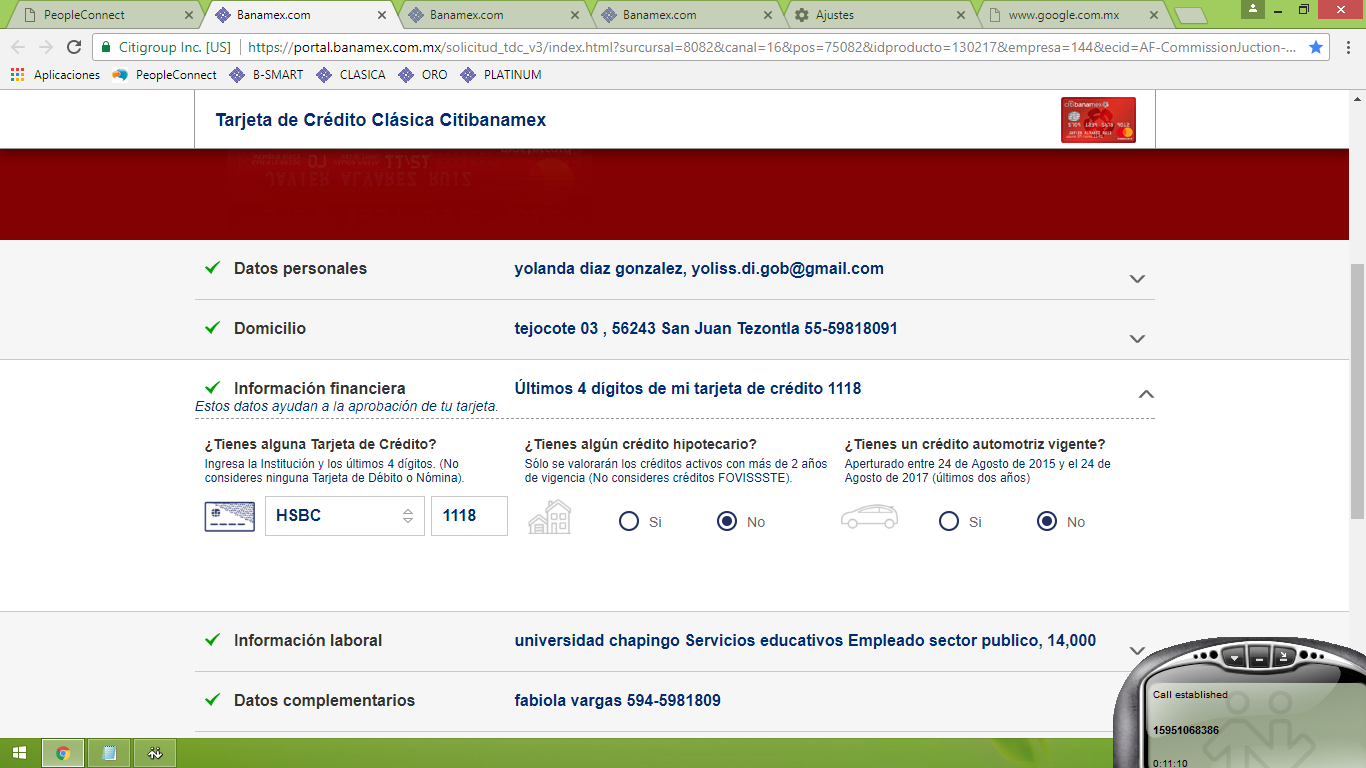 PeopleConnect
Banamex.com
Banamex.com
Banamex.com
Ajustes
www.google.com.mx
Citigroup Inc. [US] https://portal.banamex.com.mx/solicitud_tdc_v3/index.html?surcursal=8082&canal=16&pos=75082&idproducto=130217&empresa=144&ecid=AF-CommissionJuction-...
Aplicaciones PeopleConnect B-SMART CLASICA ORO PLATINUM
Tarjeta de Crédito Clásica Citibanamex
citibanamex
JAVIER ALVAREZ RUIZ
11/21
JAVIER ALVAREZ RUIZ
Datos personales yolanda diaz gonzalez, yoliss.di.gob@gmail.com
Domicilio tejocote 03 , 56243 San Juan Tezontla 55-59818091
Información financiera Últimos 4 dígitos de mi tarjeta de crédito 1118
Estos datos ayudan a la aprobación de tu tarjeta.
¿Tienes alguna Tarjeta de Crédito?
Ingresa la Institución y los últimos 4 dígitos. (No
consideres ninguna Tarjeta de Débito o Nómina).
HSBC 1118
¿Tienes algún crédito hipotecario?
Sólo se valorarán los créditos activos con más de 2 años
de vigencia (No consideres créditos FOVISSSTE).
Si No
¿Tienes un crédito automotriz vigente?
Aperturado entre 24 de Agosto de 2015 y el 24 de
Agosto de 2017 (últimos dos años)
Si No
Información laboral universidad chapingo Servicios educativos Empleado sector publico, 14,000
Datos complementarios fabiola vargas 594-5981809
Call established
15951068386
0:11:10